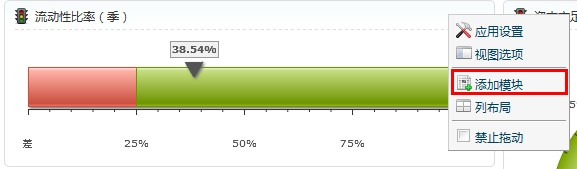 流动性比率（季）
38.54%
差
25%
50%
75%
应用设置
视图选项
添加模块
列布局
禁止拖动